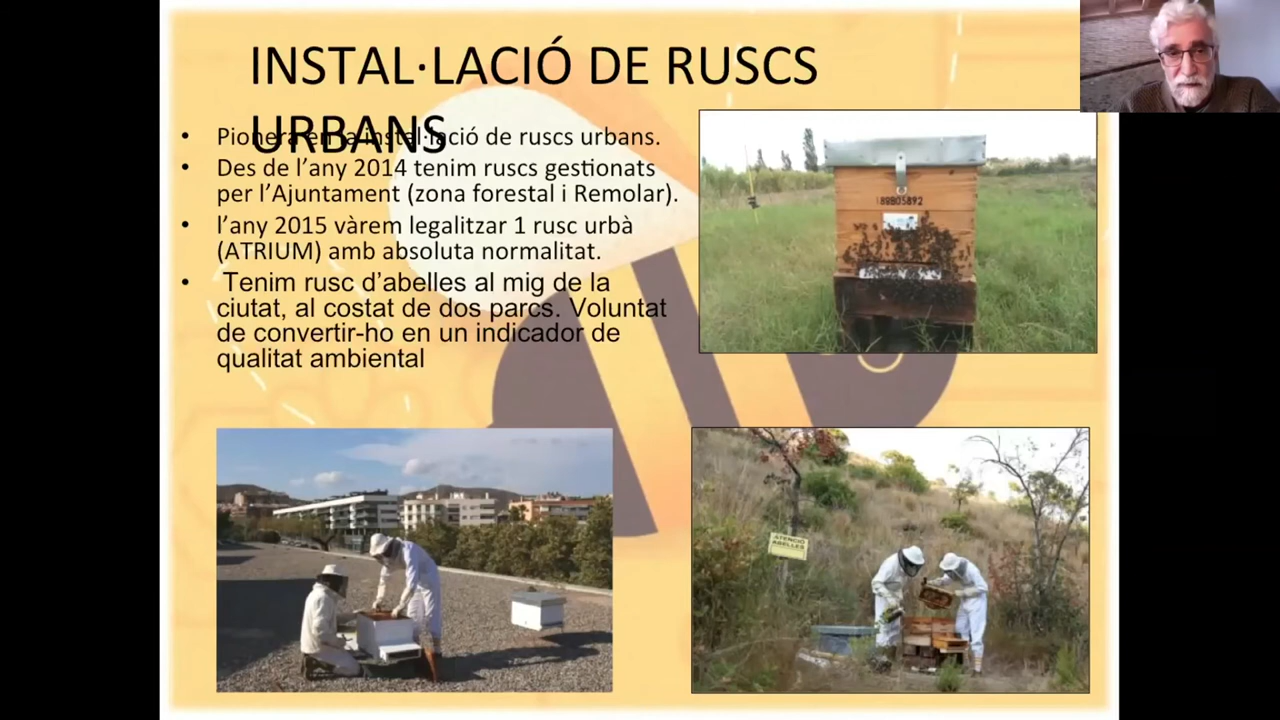 INSTAL·LACIÓ DE RUSCS
URBANS
• Pionera en la instal·lació de ruscs urbans.
• Des de l’any 2014 tenim ruscs gestionats
per l’Ajuntament (zona forestal i Remolar).
• l’any 2015 vàrem legalitzar 1 rusc urbà
(ATRIUM) amb absoluta normalitat.
• Tenim rusc d’abelles al mig de la
ciutat, al costat de dos parcs. Voluntat
de convertir-ho en un indicador de
qualitat ambiental
ATENCIÓ
ABELLES